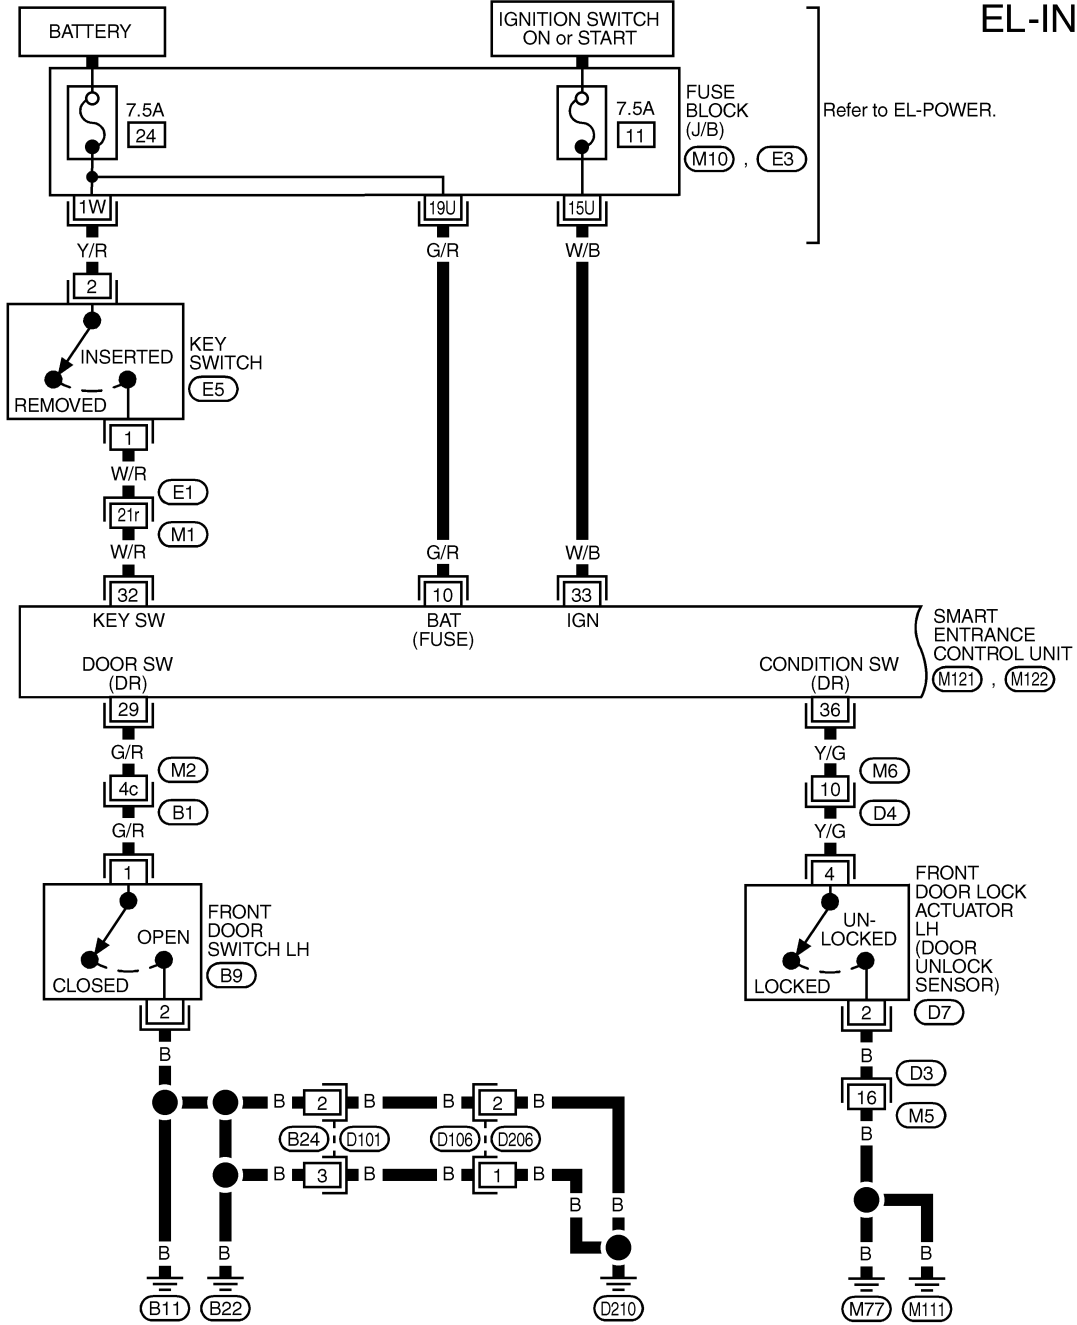 EL-IN
BATTERY
IGNITION SWITCH
ON or START
7.5A
24
7.5A
11
FUSE
BLOCK
(J/B)
M10 , E3
Refer to EL-POWER.
1W
19U
15U
Y/R
G/R
W/B
2
INSERTED
REMOVED
KEY
SWITCH
E5
1
W/R
E1
21r
M1
W/R
G/R
W/B
32
10
33
KEY SW
BAT
(FUSE)
IGN
DOOR SW
(DR)
CONDITION SW
(DR)
SMART
ENTRANCE
CONTROL UNIT
M121 , M122
29
36
G/R
Y/G
M2
M6
4c
10
B1
D4
G/R
Y/G
1
4
OPEN
CLOSED
FRONT
DOOR
SWITCH LH
B9
UN-
LOCKED
LOCKED
FRONT
DOOR LOCK
ACTUATOR
LH
(DOOR
UNLOCK
SENSOR)
D7
2
2
B
B
D3
16
M5
B
B 2 B B 2 B
B24 D101 D106 D206
B 3 B B 1 B
B B
B B B B
B11 B22 D210 M77 M111